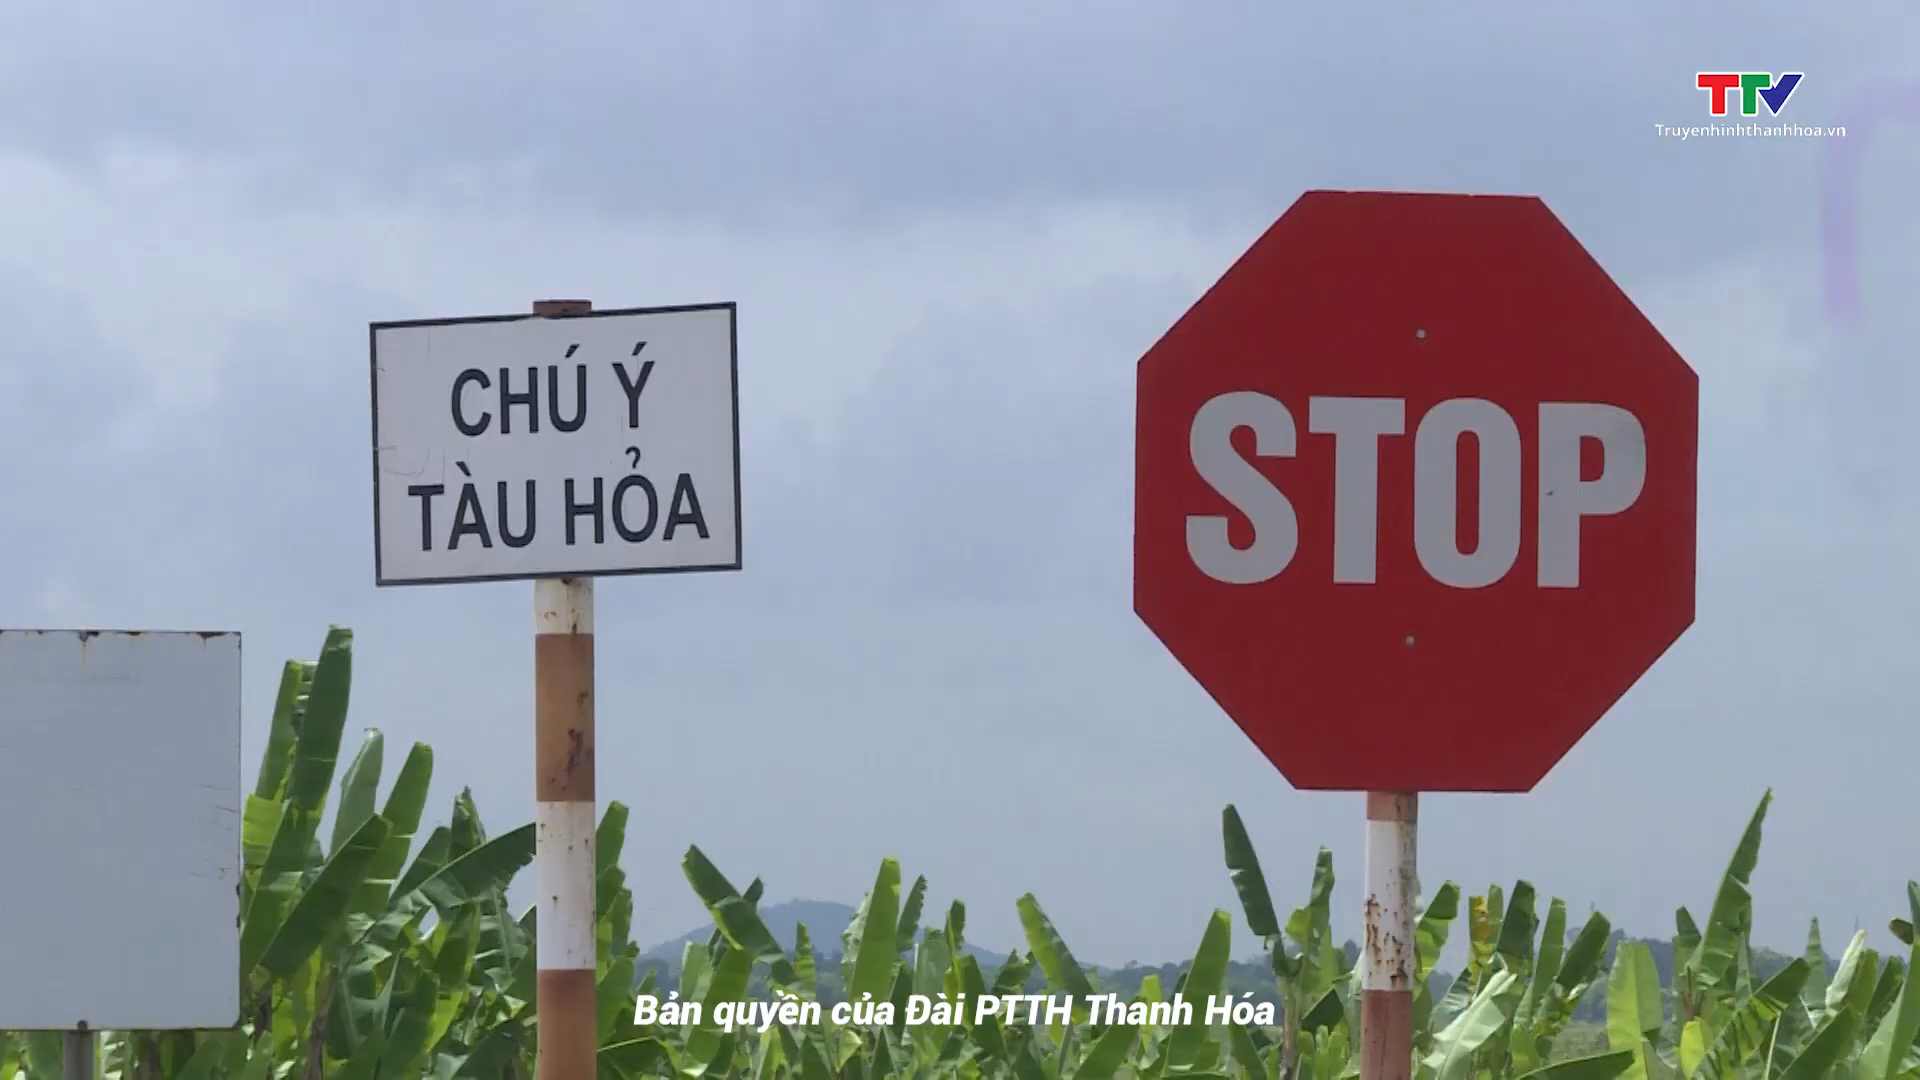 TTV
Truyenhinhthanhhoa.vn
CHÚ Ý
TÀU HỎA
STOP
Bản quyền của Đài PTTH Thanh Hóa